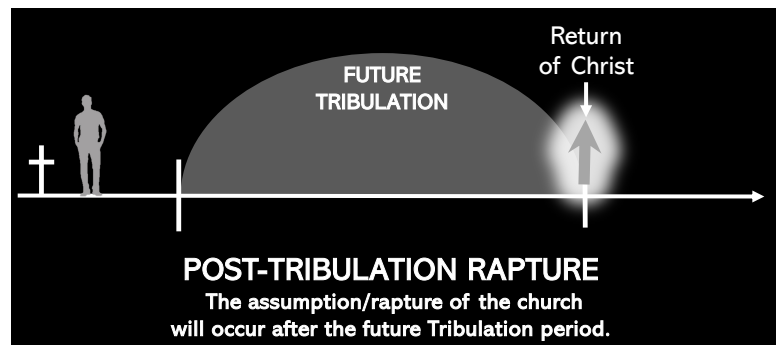 Return
of Christ
FUTURE
TRIBULATION
POST-TRIBULATION RAPTURE
The assumption/rapture of the church
will occur after the future Tribulation period.